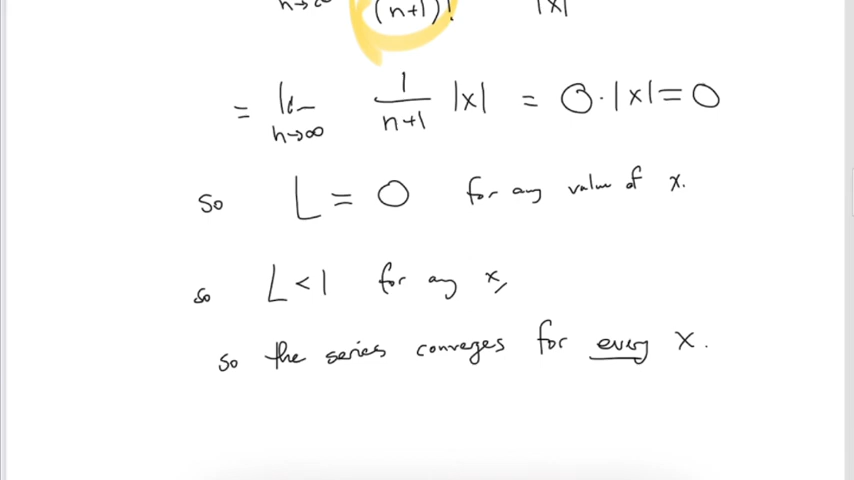 n→∞ (n+1)! |x|
= lim n→∞ 1/(n+1) |x| = 0·|x| = 0
So L = 0 for any value of x.
so L < 1 for any x,
so the series converges for every x.